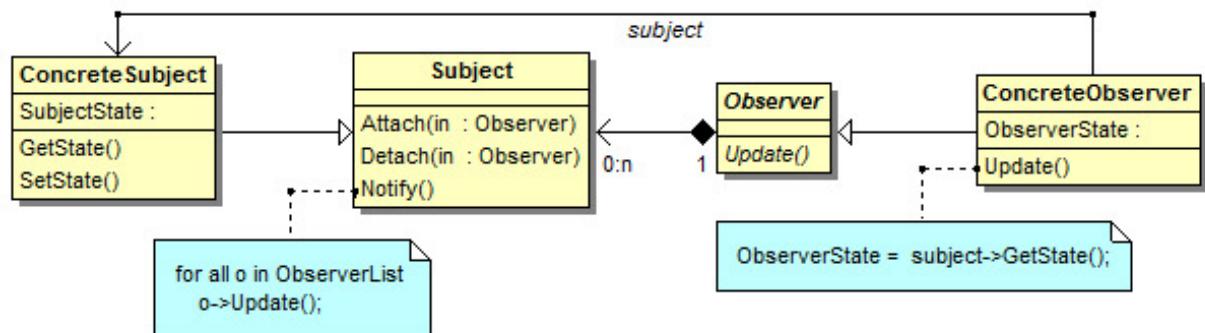 subject
ConcreteSubject
SubjectState :
GetState()
SetState()
Subject
Attach(in : Observer)
Detach(in : Observer)
Notify()
0:n
1
Observer
Update()
ConcreteObserver
ObserverState :
Update()
for all o in ObserverList
o->Update();
ObserverState = subject->GetState();